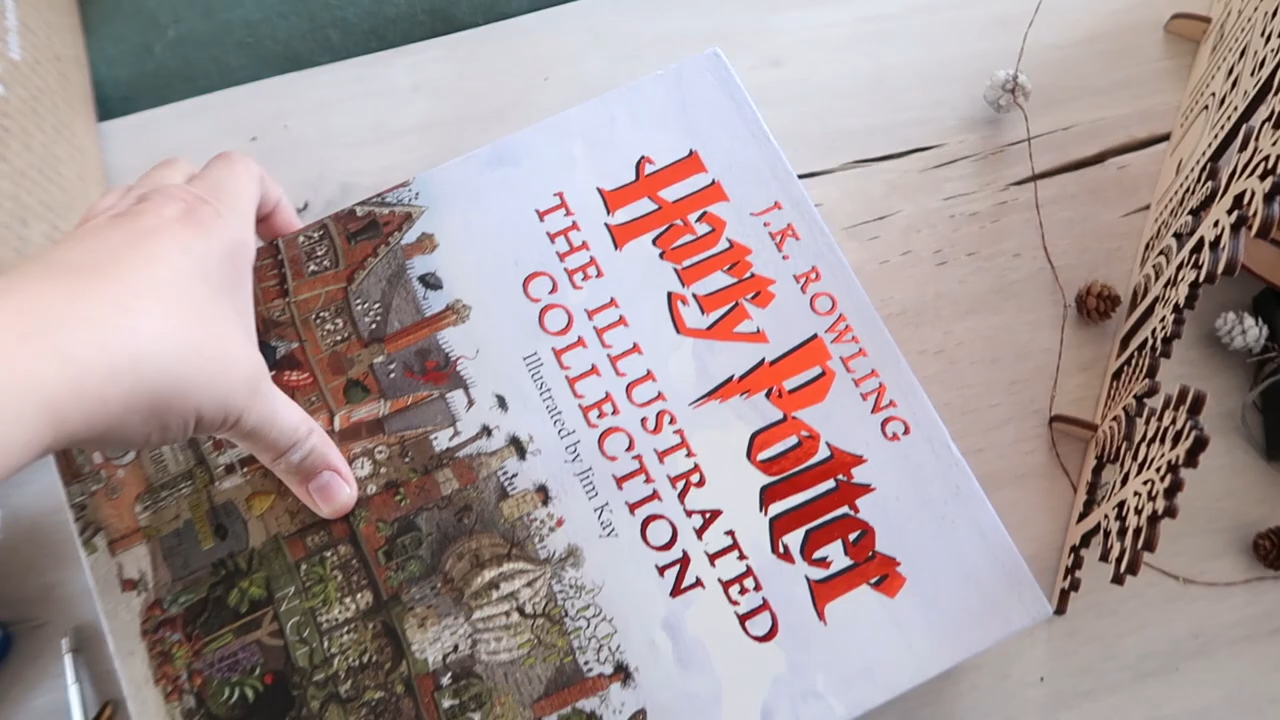 J.K. ROWLING
Harry Potter
THE ILLUSTRATED
COLLECTION
Illustrated by Jim Kay